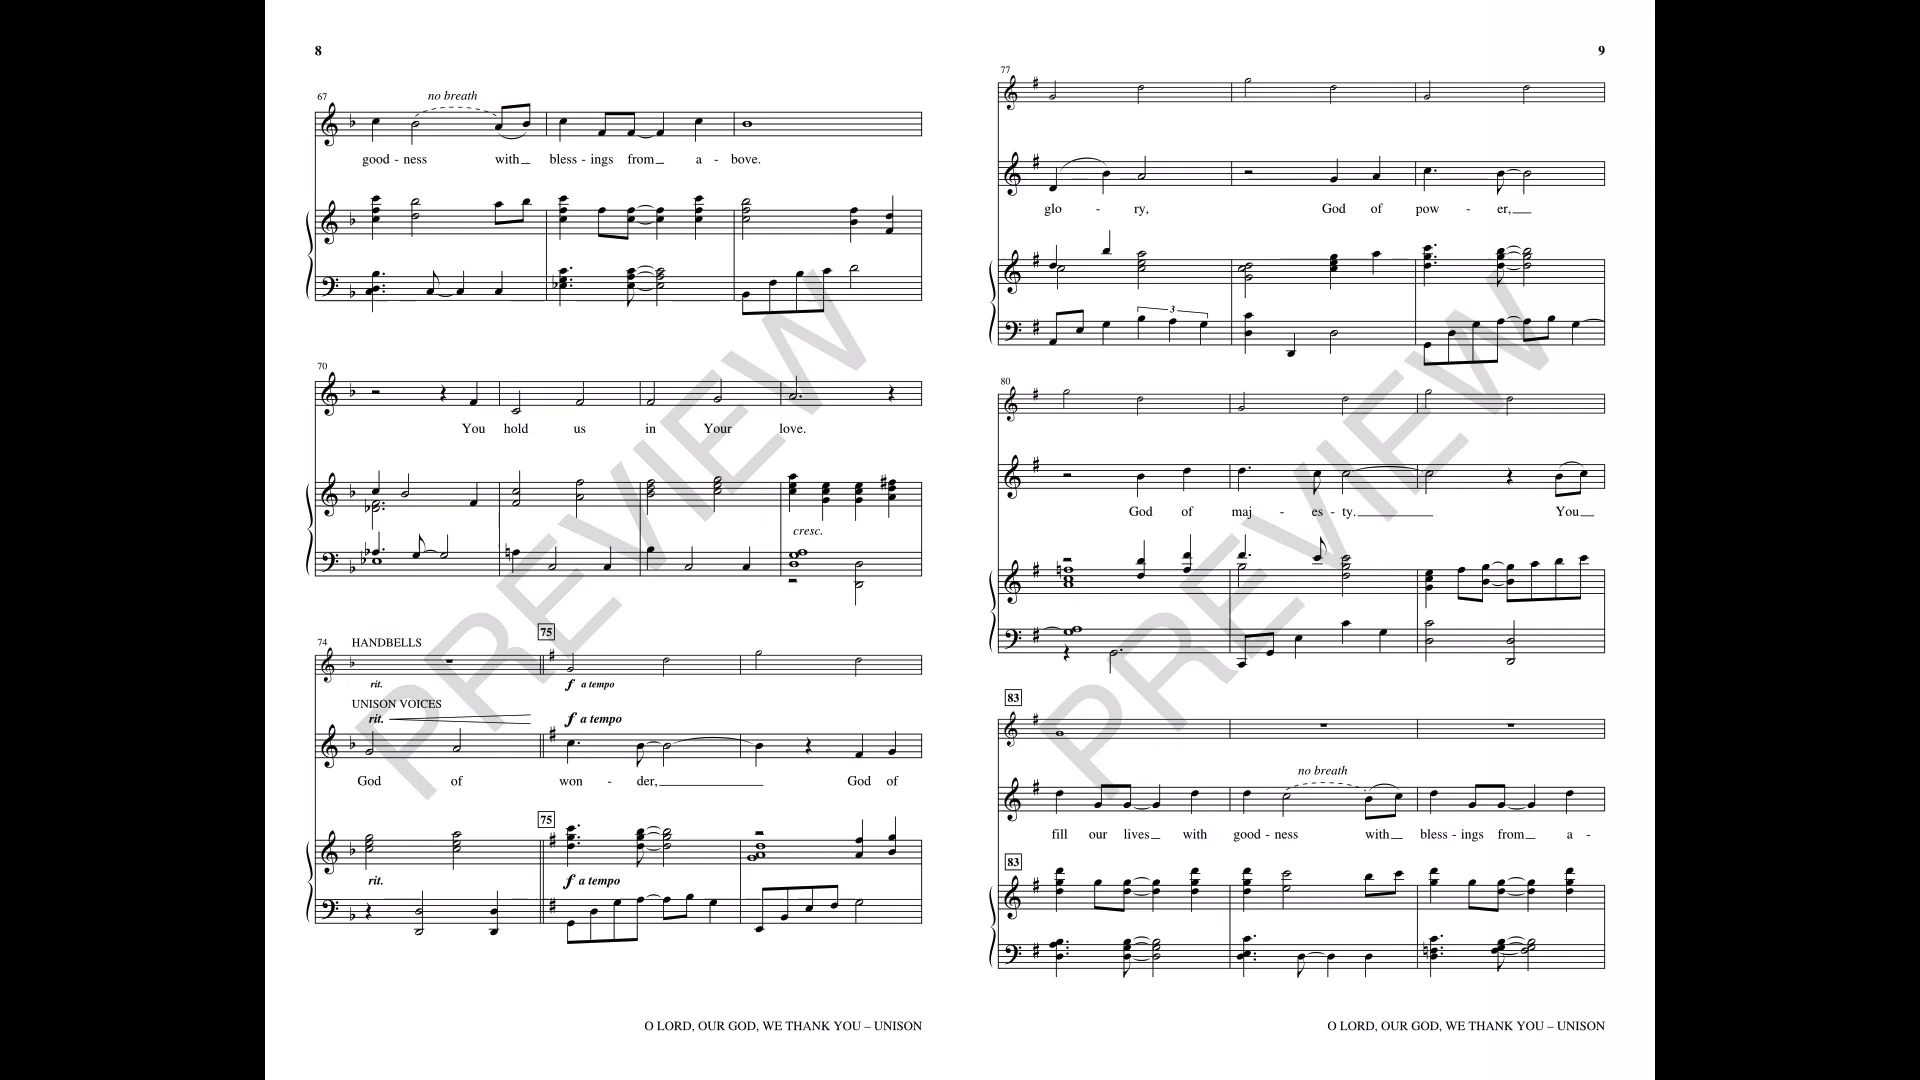 8
67
no breath
good - ness with bless - ings from a - bove.
70
You hold us in Your love.
cresc.
74 HANDBELLS 75
rit. f a tempo
UNISON VOICES
rit. f a tempo
God of won - der, God of
75
rit. f a tempo
O LORD, OUR GOD, WE THANK YOU – UNISON
9
77
glo - ry, God of pow - er,
3
80
God of maj - es - ty. You
83
no breath
fill our lives with good - ness with bless - ings from a -
83
O LORD, OUR GOD, WE THANK YOU – UNISON
PREVIEW
PREVIEW